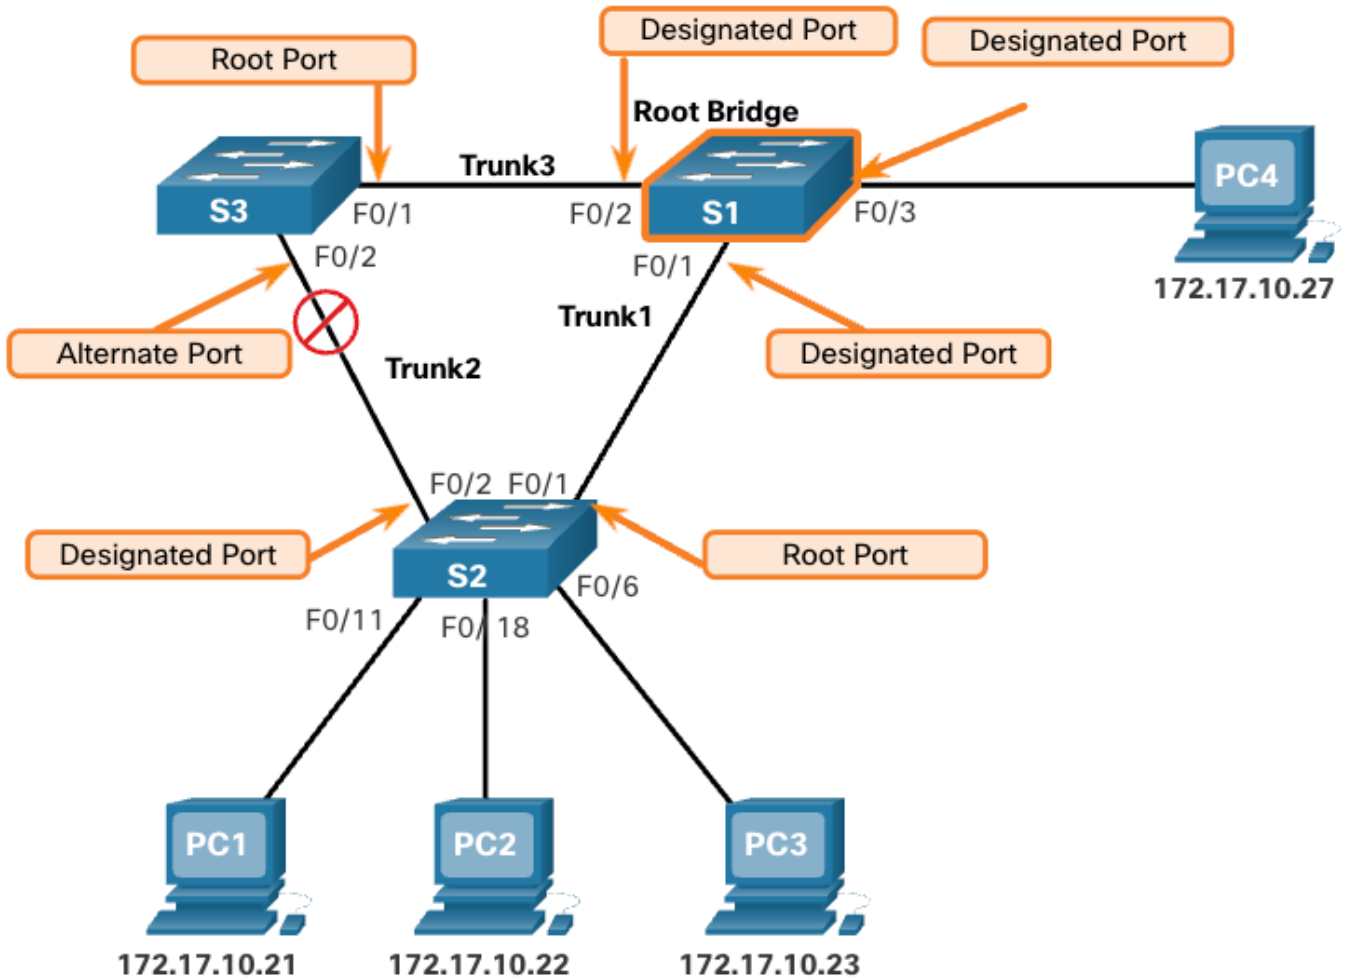 Designated Port
Designated Port
Root Port
Root Bridge
Trunk3
PC4
S3
F0/1
F0/2
S1
F0/3
F0/2
F0/1
172.17.10.27
Trunk1
Alternate Port
Designated Port
Trunk2
F0/2 F0/1
Designated Port
Root Port
S2
F0/6
F0/11
F0/ 18
PC1
PC2
PC3
172.17.10.21
172.17.10.22
172.17.10.23